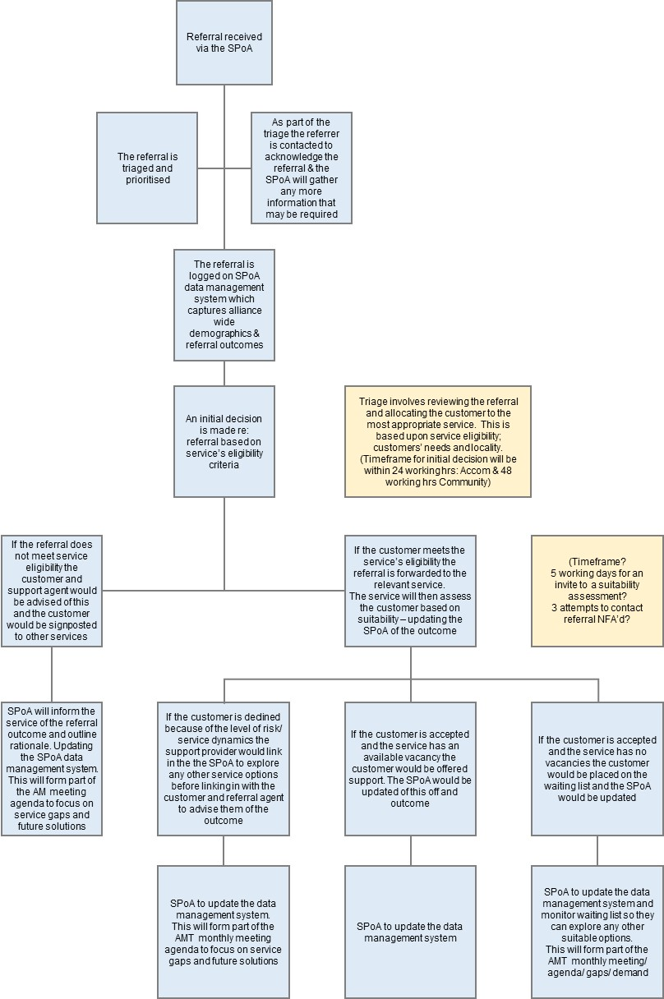 Referral received
via the SPoA
The referral is
triaged and
prioritised
As part of the
triage the referrer
is contacted to
acknowledge the
referral & the
SPoA will gather
any more
information that
may be required
The referral is
logged on SPoA
data management
system which
captures alliance
wide
demographics &
referral outcomes
An initial decision
is made re:
referral based on
service's eligibility
criteria
Triage involves reviewing the referral
and allocating the customer to the
most appropriate service.  This is
based upon service eligibility;
customers' needs and locality.
(Timeframe for initial decision will be
within 24 working hrs: Accom & 48
working hrs Community)
If the referral does
not meet service
eligibility the
customer and
support agent would
be advised of this
and the customer
would be signposted
to other services
If the customer meets the
service's eligibility the
referral is forwarded to the
relevant service.
The service will then assess
the customer based on
suitability – updating the
SPoA of the outcome
(Timeframe?
5 working days for an
invite to a suitability
assessment?
3 attempts to contact
referral NFA'd?
SPoA will inform the
service of the referral
outcome and outline
rationale. Updating
the SPoA data
management system.
This will form part of
the AM meeting
agenda to focus on
service gaps and
future solutions
If the customer is declined
because of the level of risk/
service dynamics the
support provider would link
in the the SPoA to explore
any other service options
before linking in with the
customer and referral agent
to advise them of the
outcome
If the customer is accepted
and the service has an
available vacancy the
customer would be offered
support. The SPoA would be
updated of this off and
outcome
If the customer is accepted
and the service has no
vacancies the customer
would be placed on the
waiting list and the SPoA
would be updated
SPoA to update the data
management system.
This will form part of the
AMT monthly meeting
agenda to focus on service
gaps and future solutions
SPoA to update the data
management system
SPoA to update the data
management system and
monitor waiting list so they
can explore any other
suitable options.
This will form part of the
AMT monthly meeting/
agenda/ gaps/ demand